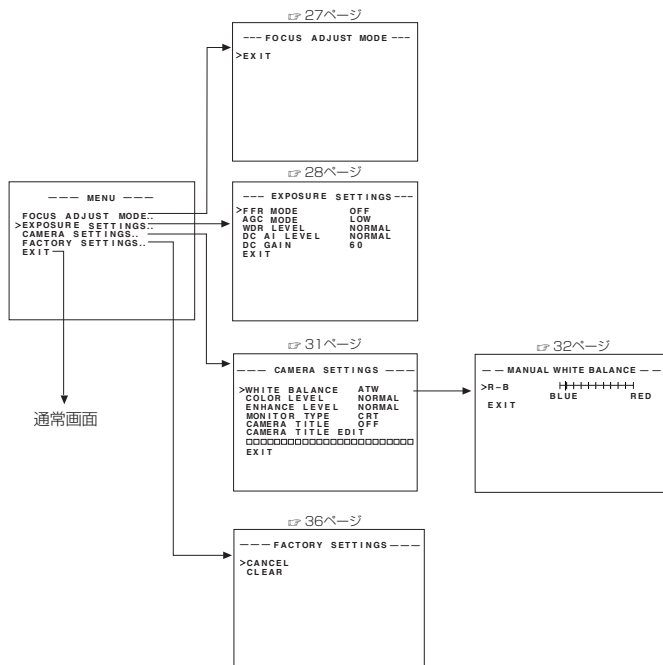 ☞ 27ページ
--- FOCUS ADJUST MODE ---
>EXIT
☞ 28ページ
--- EXPOSURE SETTINGS---
>FFR MODE OFF
AGC MODE LOW
WDR LEVEL NORMAL
DC AI LEVEL NORMAL
DC GAIN 60
EXIT
--- MENU ---
FOCUS ADJUST MODE..
>EXPOSURE SETTINGS..
CAMERA SETTINGS..
FACTORY SETTINGS..
EXIT
通常画面
☞ 31ページ
--- CAMERA SETTINGS ---
>WHITE BALANCE ATW
COLOR LEVEL NORMAL
ENHANCE LEVEL NORMAL
MONITOR TYPE CRT
CAMERA TITLE OFF
CAMERA TITLE EDIT
□□□□□□□□□□□□□□□□□□□□□□□□
EXIT
☞ 32ページ
-- MANUAL WHITE BALANCE --
>R-B
BLUE RED
EXIT
☞ 36ページ
--- FACTORY SETTINGS ---
>CANCEL
CLEAR